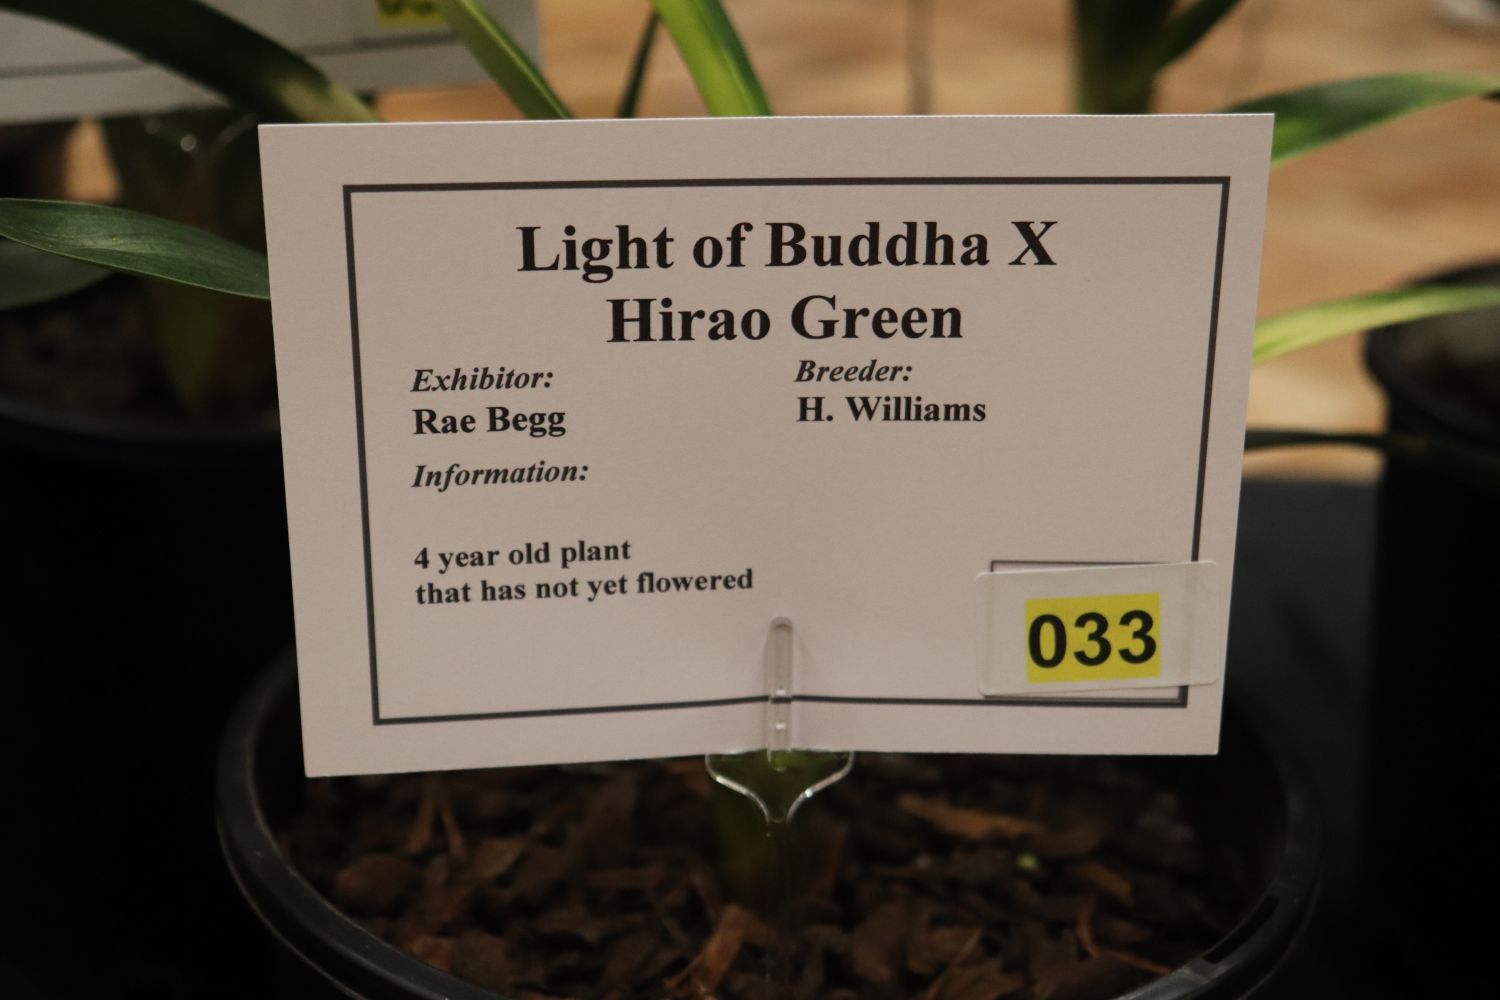 Light of Buddha X
Hirao Green
Exhibitor:
Rae Begg
Breeder:
H. Williams
Information:
4 year old plant
that has not yet flowered
033